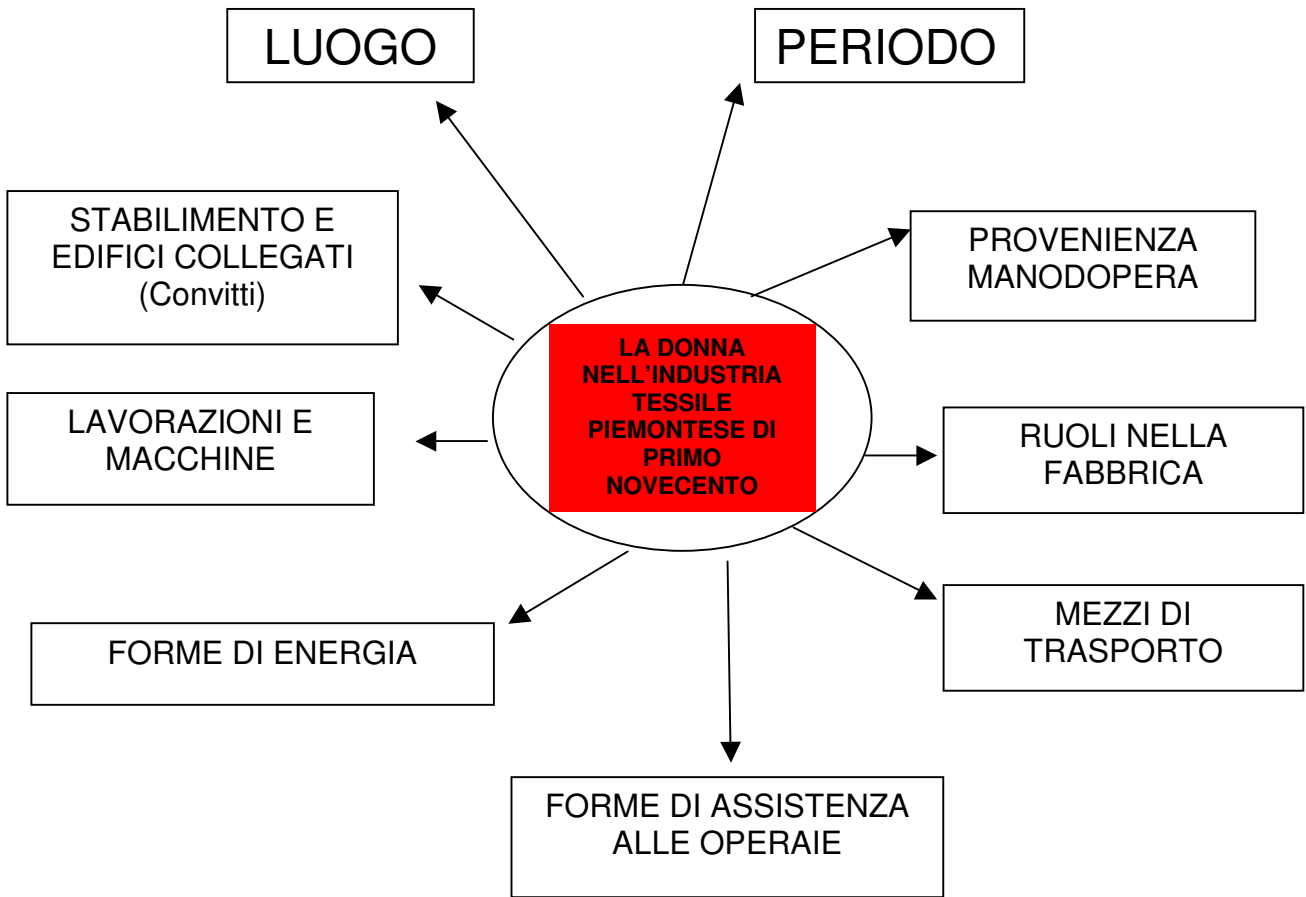 LUOGO
PERIODO
STABILIMENTO E
EDIFICI COLLEGATI
(Convitti)
PROVENIENZA
MANODOPERA
LA DONNA
NELL'INDUSTRIA
TESSILE
PIEMONTESE DI
PRIMO
NOVECENTO
LAVORAZIONI E
MACCHINE
RUOLI NELLA
FABBRICA
FORME DI ENERGIA
MEZZI DI
TRASPORTO
FORME DI ASSISTENZA
ALLE OPERAIE